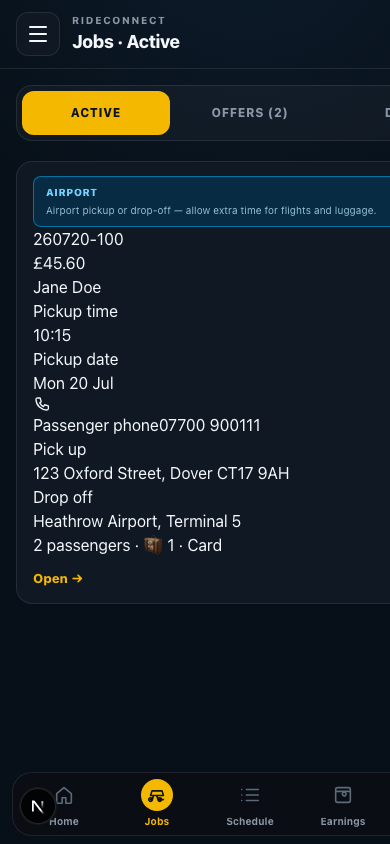 RIDECONNECT
Jobs · Active
ACTIVE
OFFERS (2)
D
AIRPORT
Airport pickup or drop-off — allow extra time for flights and luggage.
260720-100
£45.60
Jane Doe
Pickup time
10:15
Pickup date
Mon 20 Jul
Passenger phone07700 900111
Pick up
123 Oxford Street, Dover CT17 9AH
Drop off
Heathrow Airport, Terminal 5
2 passengers · 🧳 1 · Card
Open →
N
Home
Jobs
Schedule
Earnings